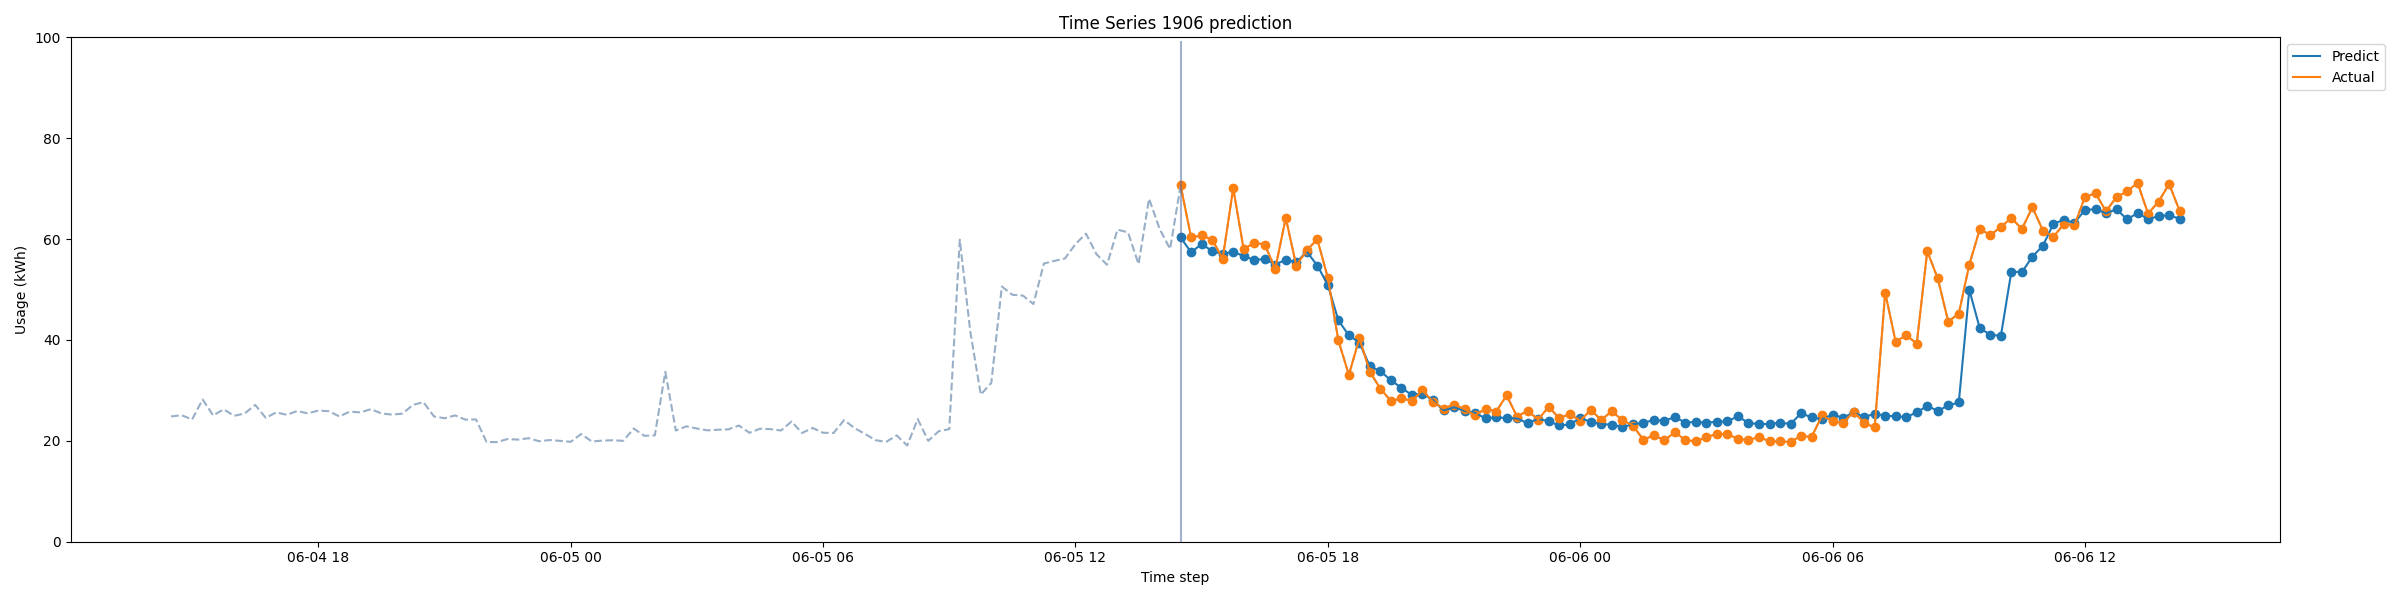 Time Series 1906 prediction
100
80
60
40
20
0
Usage (kWh)
06-04 18
06-05 00
06-05 06
06-05 12
06-05 18
06-06 00
06-06 06
06-06 12
Time step
Predict
Actual